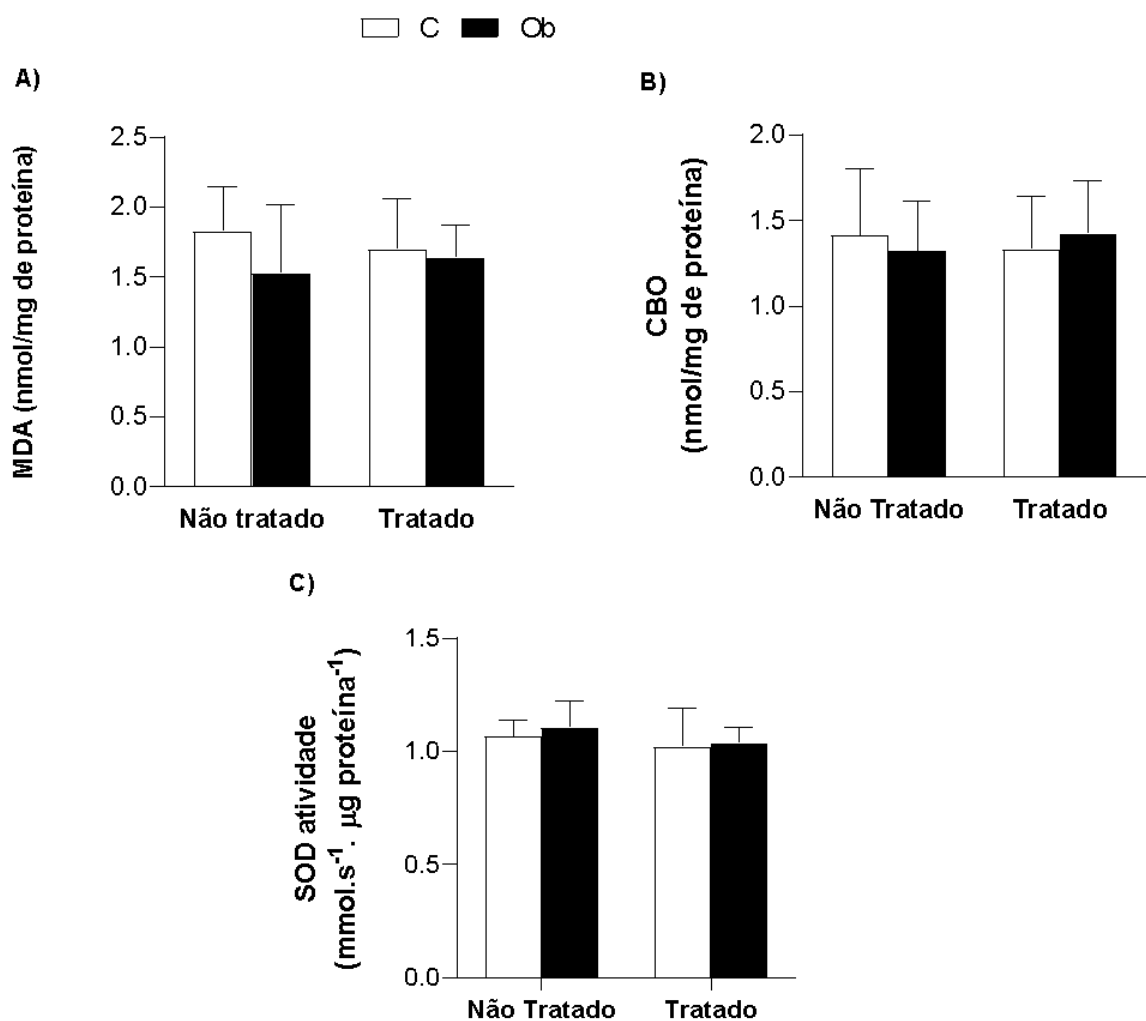 C Ob
A)
MDA (nmol/mg de proteína)
2.5
2.0
1.5
1.0
0.5
0.0
Não tratado Tratado
B)
CBO
(nmol/mg de proteína)
2.0
1.5
1.0
0.5
0.0
Não Tratado Tratado
C)
SOD atividade
(mmol.s⁻¹. μg proteína⁻¹)
1.5
1.0
0.5
0.0
Não Tratado Tratado